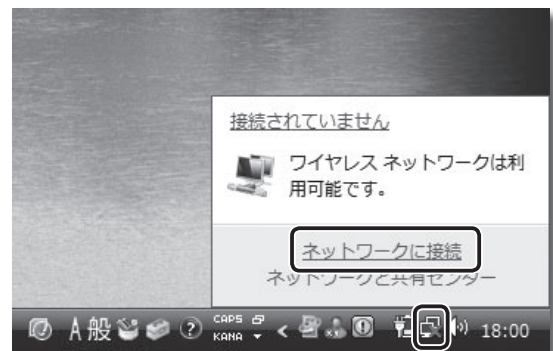 接続されていません
ワイヤレス ネットワークは利
用可能です。
ネットワークに接続
ネットワークと共有センター
A 般 CAPS KANA 18:00